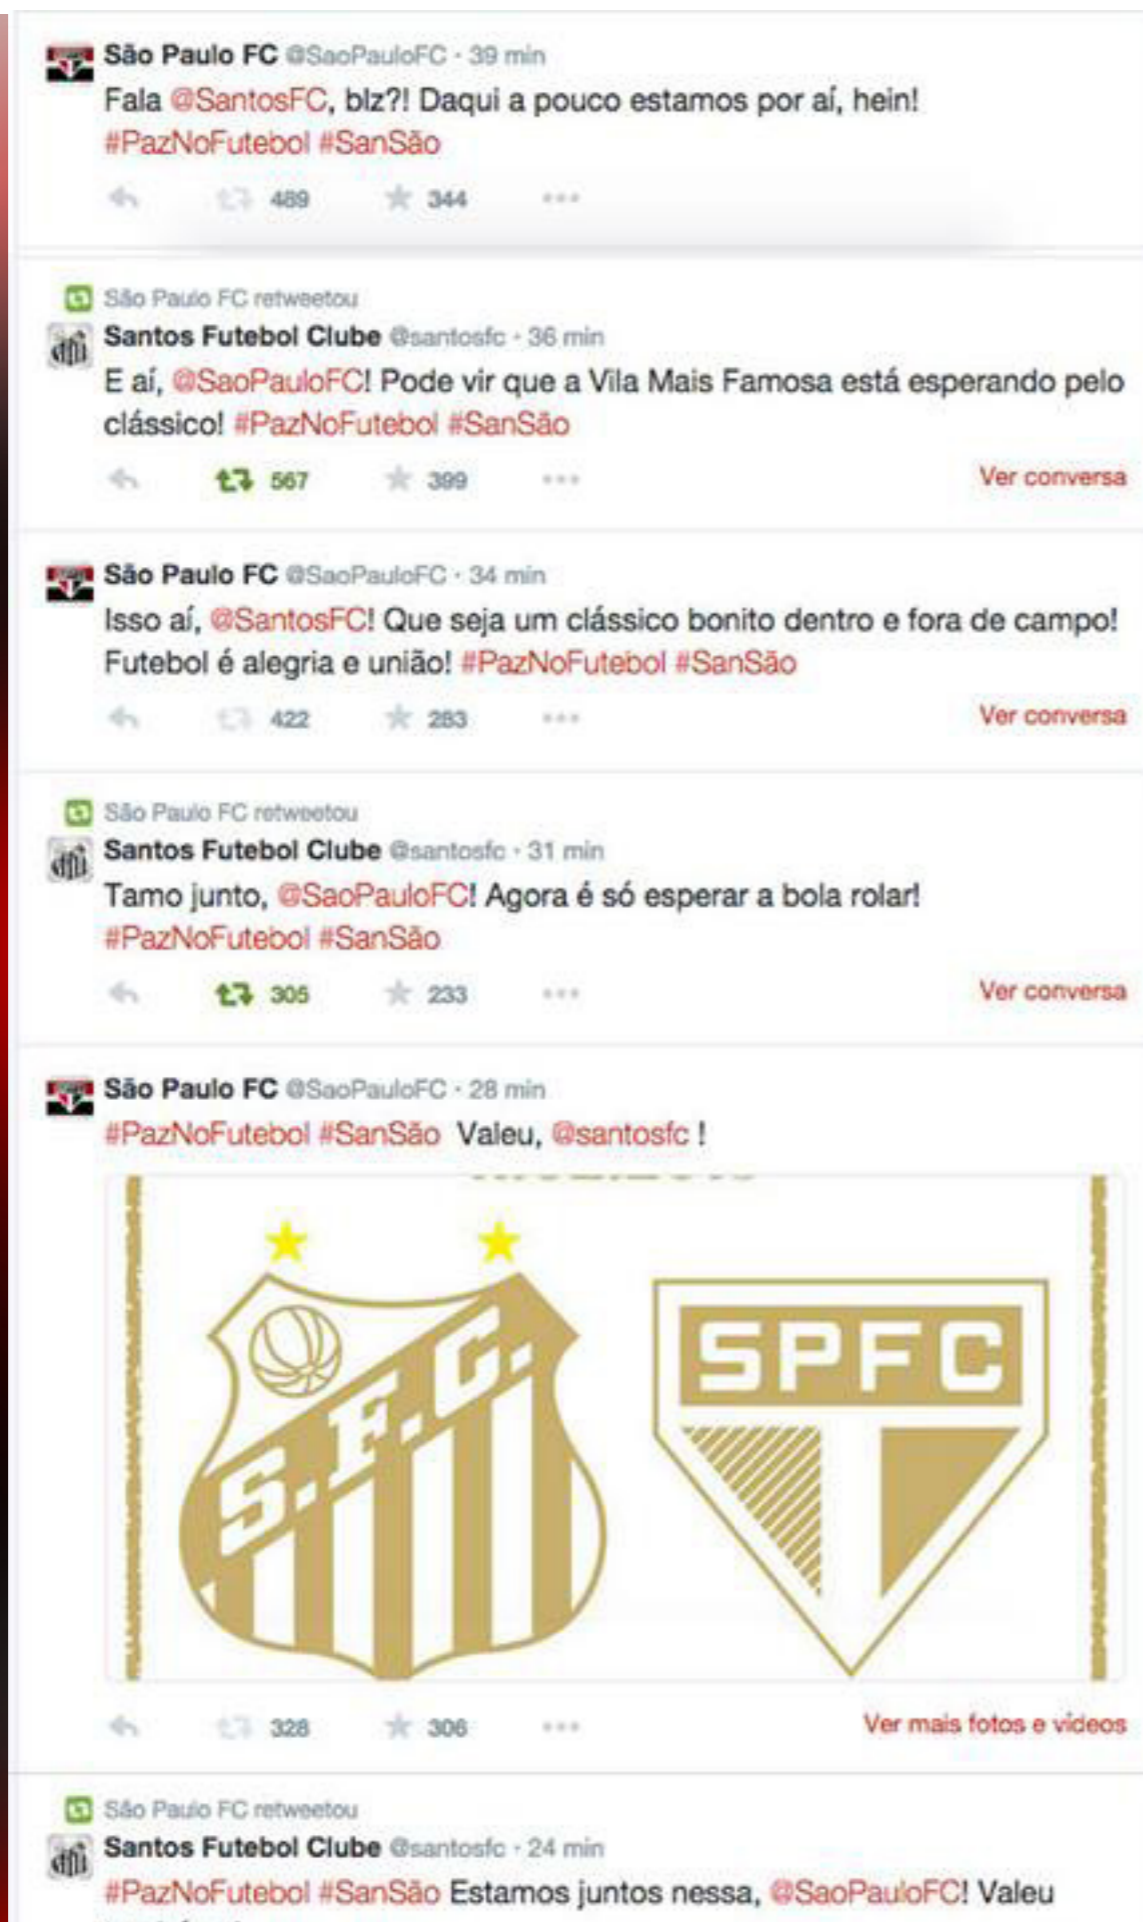 São Paulo FC @SaoPauloFC · 39 min
Fala @SantosFC, blz?! Daqui a pouco estamos por aí, hein!
#PazNoFutebol #SanSão
489 344
São Paulo FC retweetou
Santos Futebol Clube @santosfc · 36 min
E aí, @SaoPauloFC! Pode vir que a Vila Mais Famosa está esperando pelo
clássico! #PazNoFutebol #SanSão
567 399 Ver conversa
São Paulo FC @SaoPauloFC · 34 min
Isso aí, @SantosFC! Que seja um clássico bonito dentro e fora de campo!
Futebol é alegria e união! #PazNoFutebol #SanSão
422 283 Ver conversa
São Paulo FC retweetou
Santos Futebol Clube @santosfc · 31 min
Tamo junto, @SaoPauloFC! Agora é só esperar a bola rolar!
#PazNoFutebol #SanSão
305 233 Ver conversa
São Paulo FC @SaoPauloFC · 28 min
#PazNoFutebol #SanSão Valeu, @santosfc !
S.F.C.
SPFC
328 306 Ver mais fotos e vídeos
São Paulo FC retweetou
Santos Futebol Clube @santosfc · 24 min
#PazNoFutebol #SanSão Estamos juntos nessa, @SaoPauloFC! Valeu